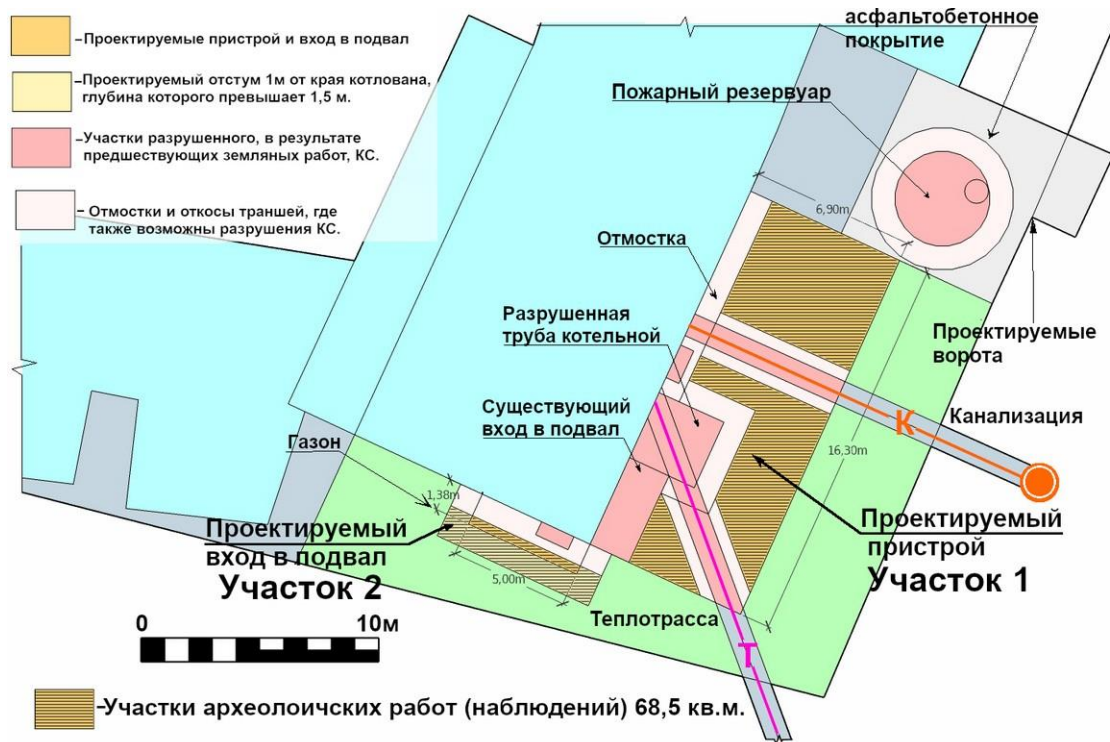 -Проектируемые пристрой и вход в подвал
-Проектируемый отстум 1м от края котлована,
глубина которого превышает 1,5 м.
-Участки разрушенного, в результате
предшествующих земляных работ, КС.
- Отмостки и откосы траншей, где
также возможны разрушения КС.
асфальтобетонное
покрытие
Пожарный резервуар
6,90m
Отмостка
Разрушенная
труба котельной
Проектируемые
ворота
Существующий
вход в подвал
Канализация
К
Газон
16,30m
1,38m
Проектируемый
вход в подвал
Участок 2
5,00m
Проектируемый
пристрой
Участок 1
Теплотрасса
Т
0 10м
-Участки археолоичских работ (наблюдений) 68,5 кв.м.